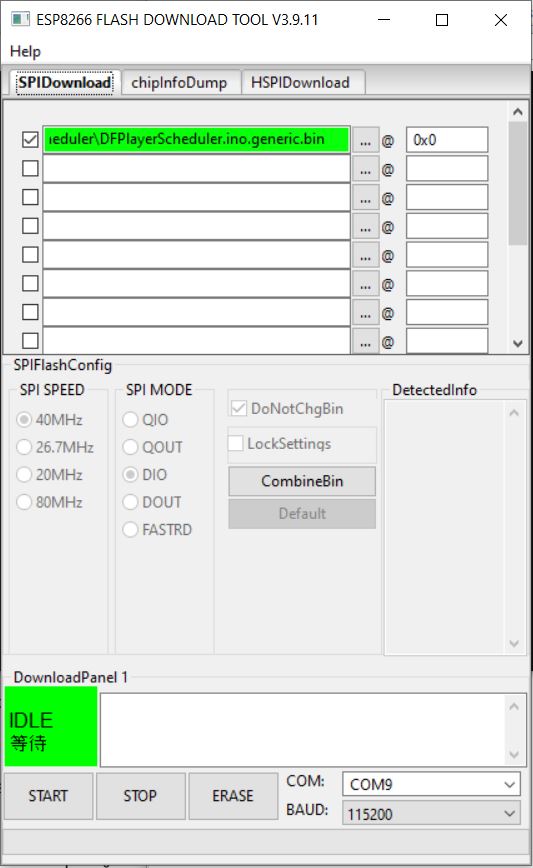 ESP8266 FLASH DOWNLOAD TOOL V3.9.11
Help
SPIDownload chipInfoDump HSPIDownload
eduler\DFPlayerScheduler.ino.generic.bin ... @ 0x0
... @
... @
... @
... @
... @
... @
... @
SPIFlashConfig
SPI SPEED SPI MODE DetectedInfo
40MHz QIO DoNotChgBin
26.7MHz QOUT LockSettings
20MHz DIO CombineBin
80MHz DOUT Default
FASTRD
DownloadPanel 1
IDLE
等待
START STOP ERASE COM: COM9
BAUD: 115200